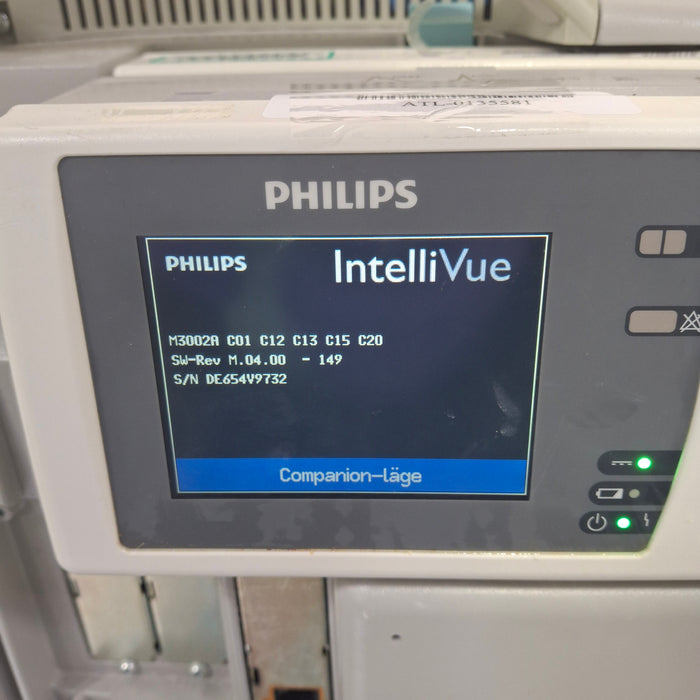 ATL-0135581
PHILIPS
PHILIPS IntelliVue
M3002A C01 C12 C13 C15 C20
SW-Rev M.04.00 - 149
S/N DE654V9732
Companion-läge